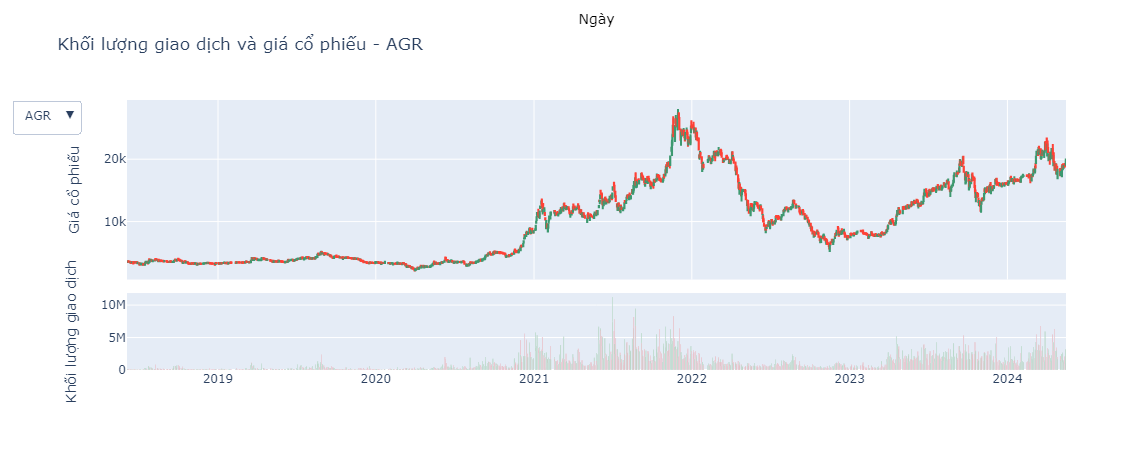 Ngày
Khối lượng giao dịch và giá cổ phiếu - AGR
AGR ▼
Giá cổ phiếu
20k
10k
Khối lượng giao dịch
10M
5M
0
2019
2020
2021
2022
2023
2024